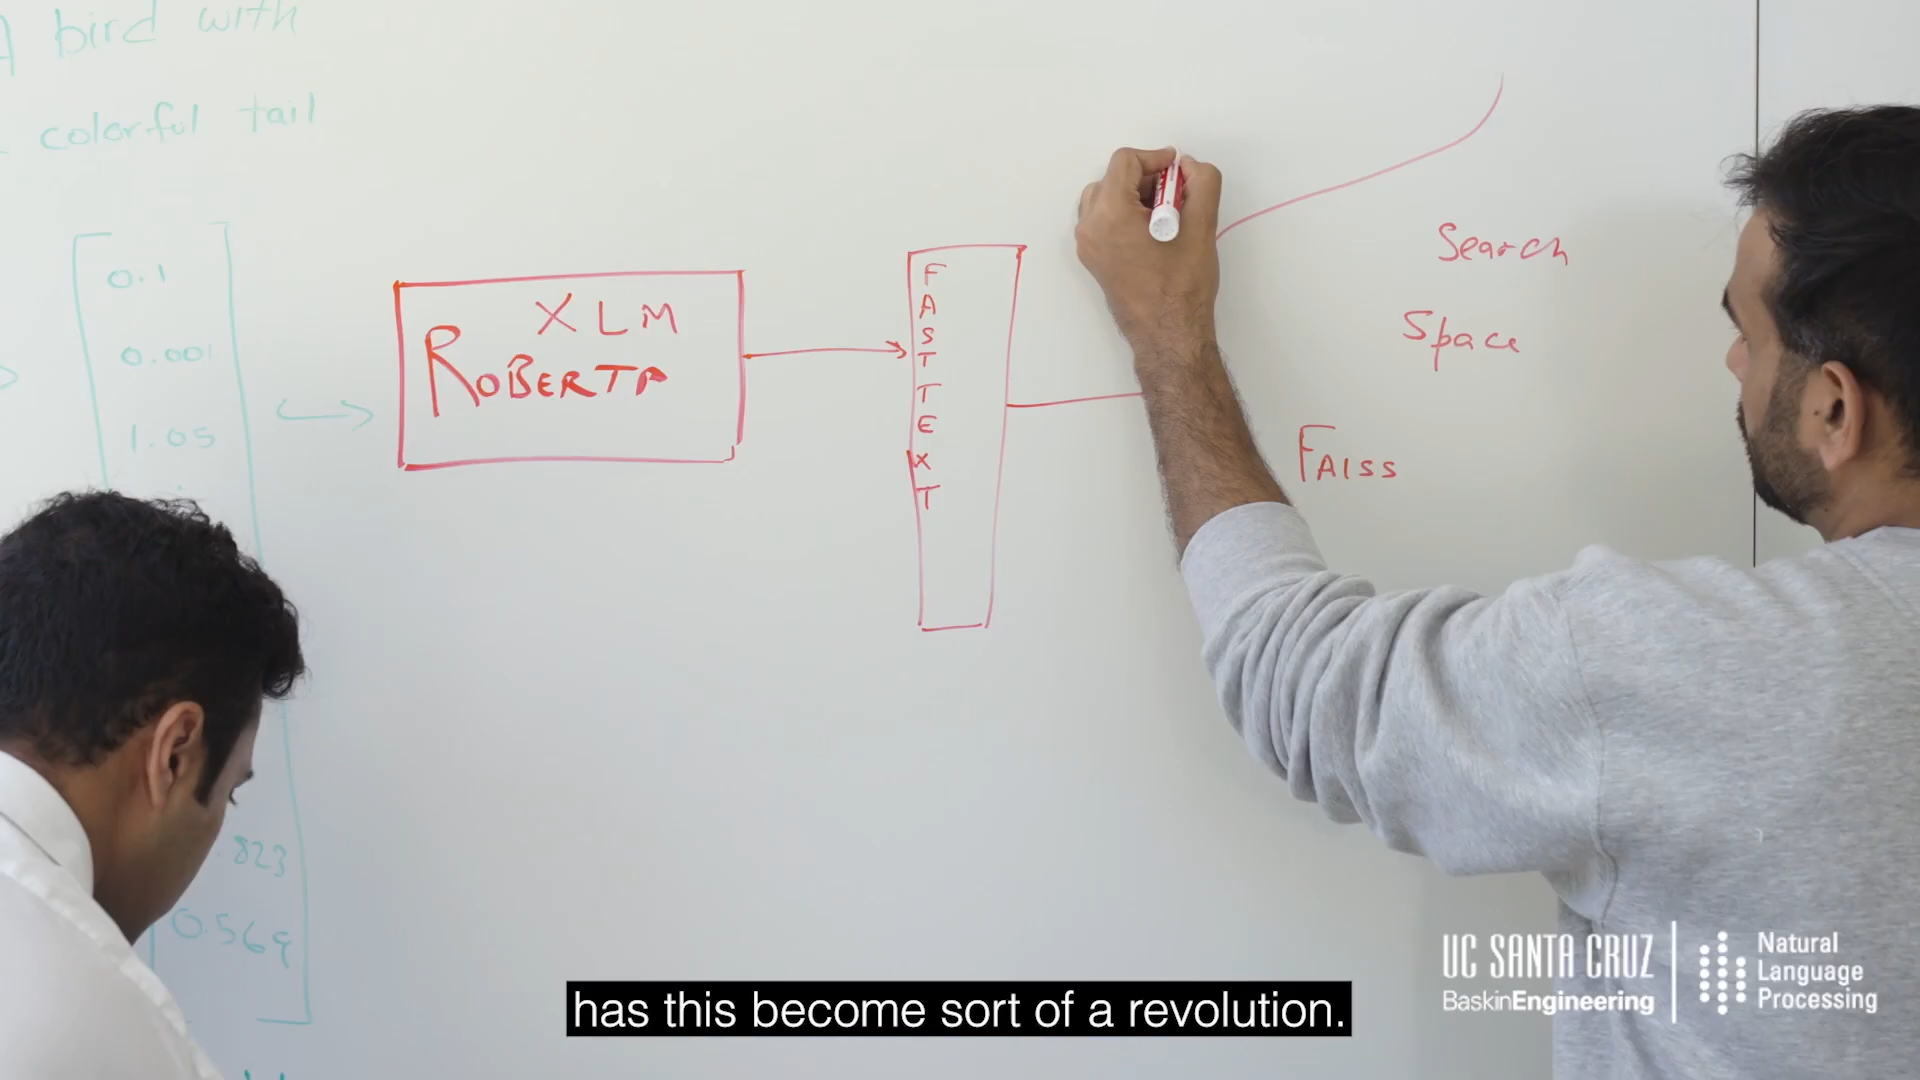 A bird with
colorful tail
0.1
0.001
1.05
.823
0.569
XLM
RoBERTA
FASTTEXT
Search
Space
FAISS
has this become sort of a revolution.
UC SANTA CRUZ
BaskinEngineering
Natural
Language
Processing